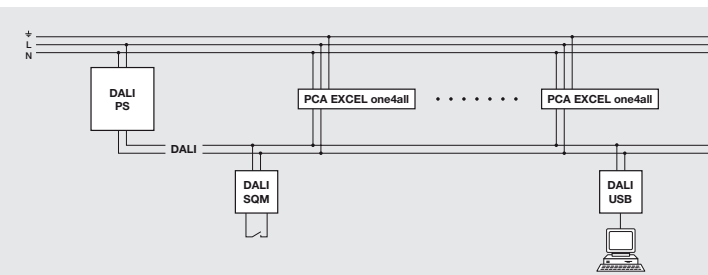 ⏚
L
N
DALI
PS
PCA EXCEL one4all
PCA EXCEL one4all
DALI
DALI
SQM
DALI
USB